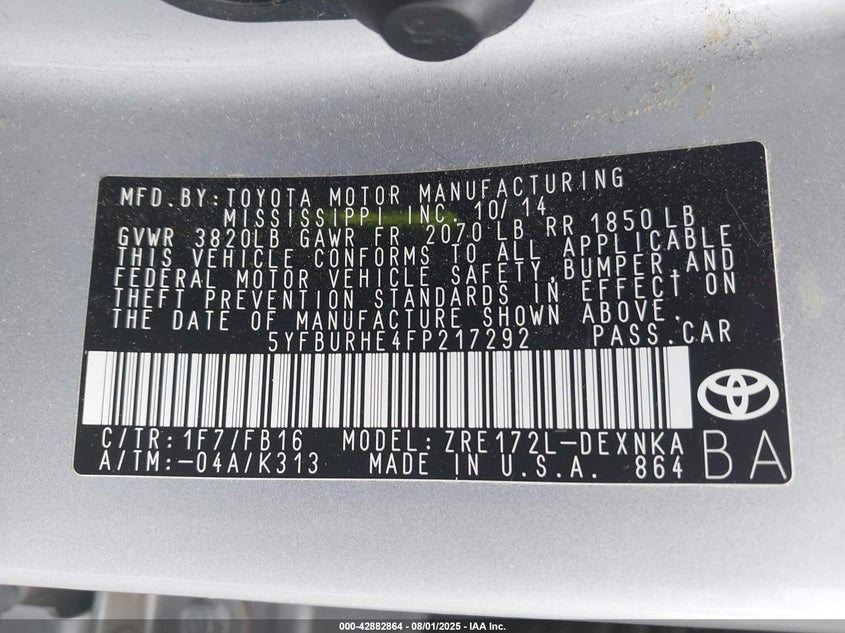 MFD.BY:TOYOTA MOTOR MANUFACTURING
MISSISSIPPI INC. 10/14
GVWR 3820LB GAWR FR 2070 LB RR 1850LB
THIS VEHICLE CONFORMS TO ALL APPLICABLE
FEDERAL MOTOR VEHICLE SAFETY,BUMPER,AND
THEFT PREVENTION STANDARDS IN EFFECT ON
THE DATE OF MANUFACTURE SHOWN ABOVE.
5YFBURHE4FP217292 PASS.CAR
C/TR:1F7/FB16 MODEL:ZRE172L-DEXNKA
A/TM:-04A/K313 MADE IN U.S.A. 864
BA
000-42882864 - 08/01/2025 - IAA Inc.